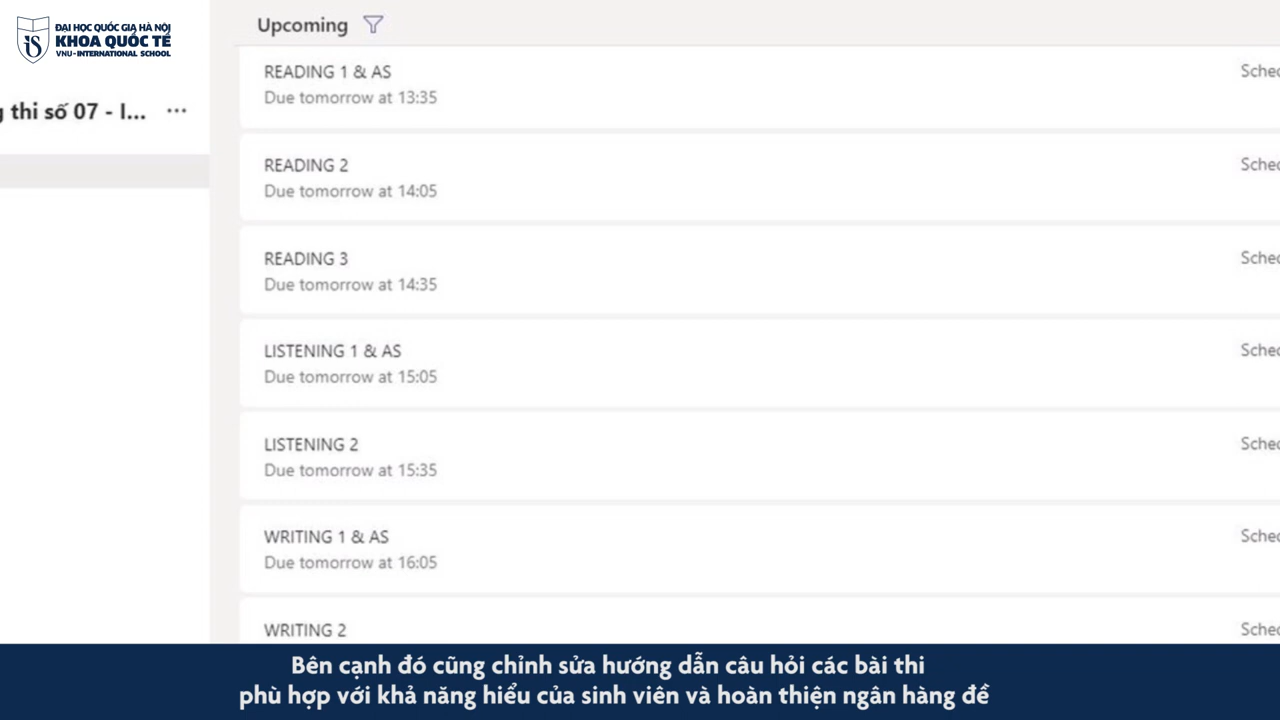 ĐẠI HỌC QUỐC GIA HÀ NỘI
KHOA QUỐC TẾ
VNU-INTERNATIONAL SCHOOL
thi số 07 - I...
Upcoming
READING 1 & AS
Due tomorrow at 13:35
READING 2
Due tomorrow at 14:05
READING 3
Due tomorrow at 14:35
LISTENING 1 & AS
Due tomorrow at 15:05
LISTENING 2
Due tomorrow at 15:35
WRITING 1 & AS
Due tomorrow at 16:05
WRITING 2
Bên cạnh đó cũng chỉnh sửa hướng dẫn câu hỏi các bài thi
phù hợp với khả năng hiểu của sinh viên và hoàn thiện ngân hàng đề